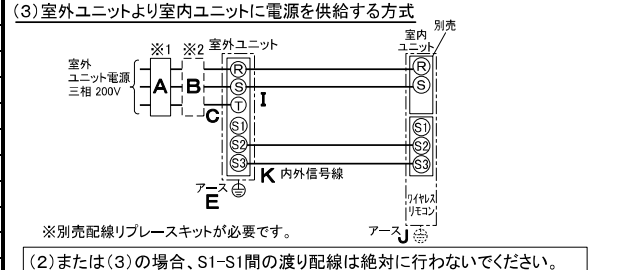 (3)室外ユニットより室内ユニットに電源を供給する方式
※1 ※2 室外ユニット
室内
ユニット
別売
室外
ユニット電源
三相 200V
A
B
C
R
S
T
S1
S2
S3
I
R
S
S1
S2
S3
K 内外信号線
アース
E
ワイヤレス
リモコン
アース J
※別売配線リプレースキットが必要です。
(2)または(3)の場合、S1-S1間の渡り配線は絶対に行わないでください。